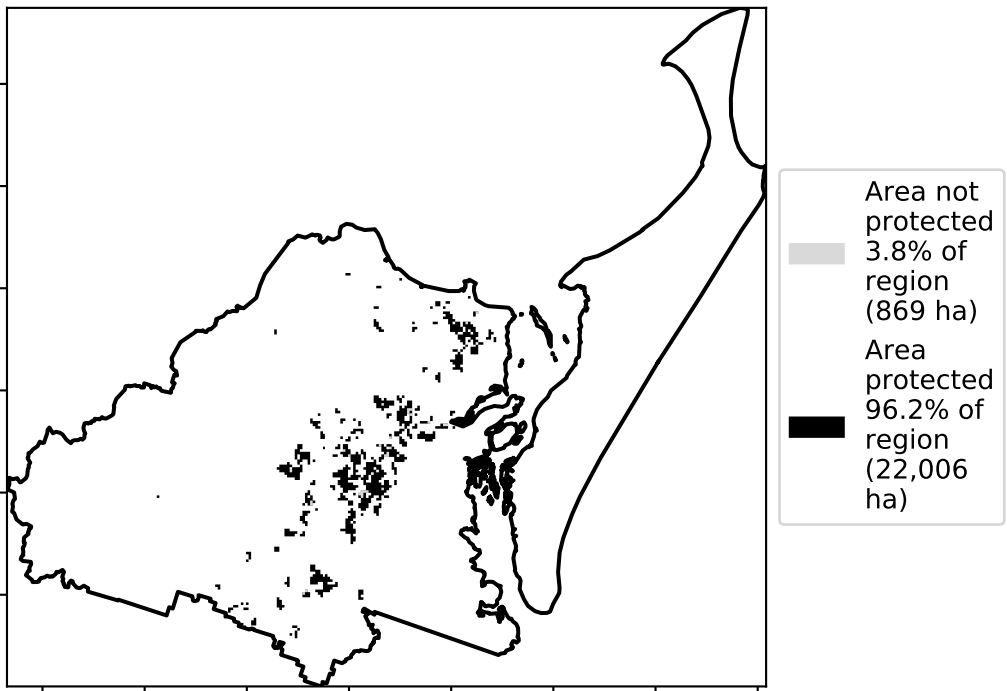 Area not
protected
3.8% of
region
(869 ha)
Area
protected
96.2% of
region
(22,006
ha)